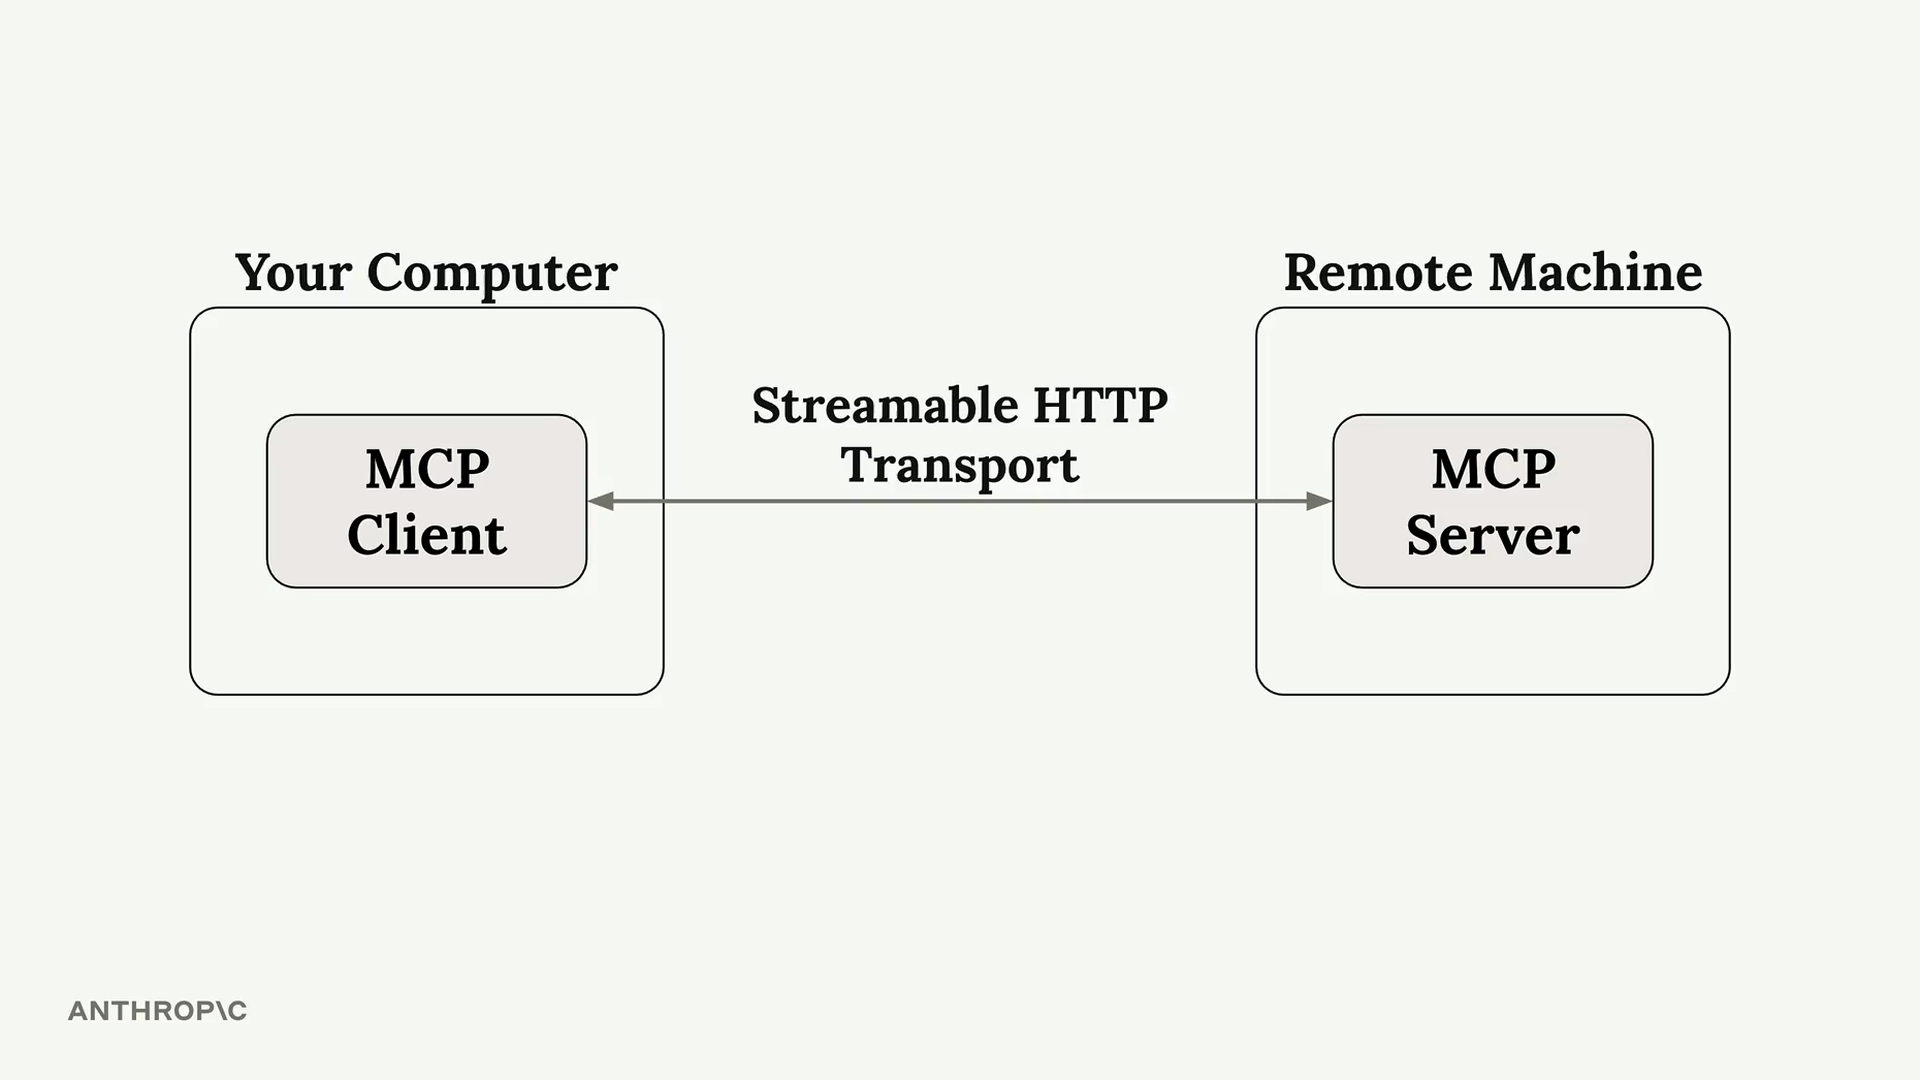 Your Computer
Remote Machine
Streamable HTTP
Transport
MCP
Client
MCP
Server
ANTHROP\C